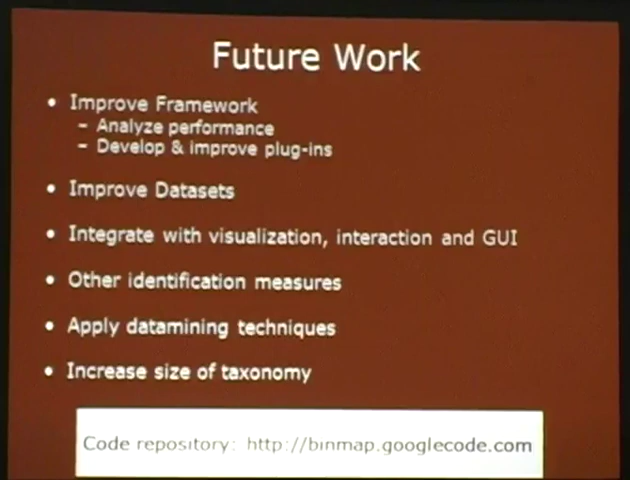 Future Work
• Improve Framework
– Analyze performance
– Develop & improve plug-ins
• Improve Datasets
• Integrate with visualization, interaction and GUI
• Other identification measures
• Apply datamining techniques
• Increase size of taxonomy
Code repository: http://binmap.googlecode.com